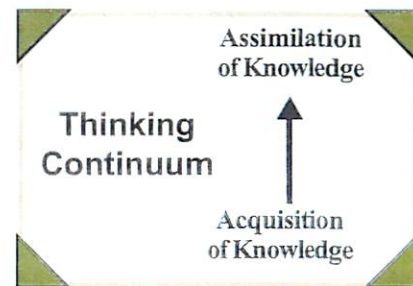 Assimilation
of Knowledge
Thinking
Continuum
Acquisition
of Knowledge